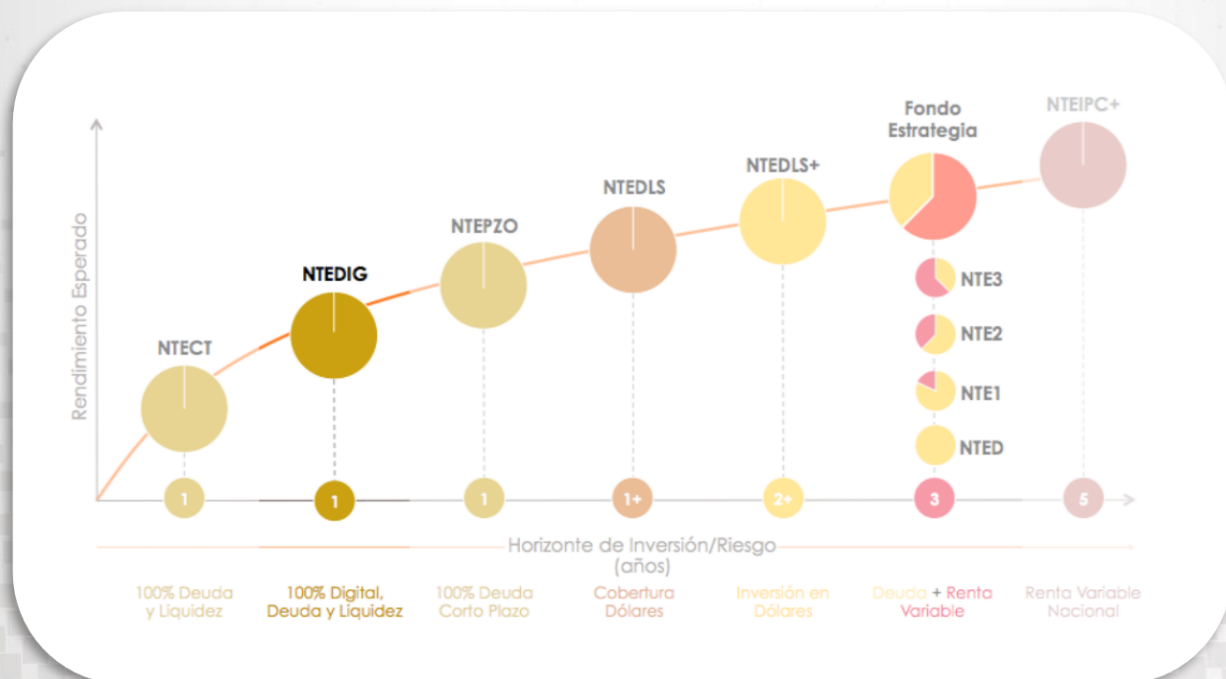 Rendimiento Esperado
NTECT
NTEDIG
NTEPZO
NTEDLS
NTEDLS+
Fondo
Estrategia
NTEIPC+
NTE3
NTE2
NTE1
NTED
1
1
1
1+
2+
3
5
Horizonte de Inversión/Riesgo
(años)
100% Deuda
y Liquidez
100% Digital,
Deuda y Liquidez
100% Deuda
Corto Plazo
Cobertura
Dólares
Inversión en
Dólares
Deuda + Renta
Variable
Renta Variable
Nacional